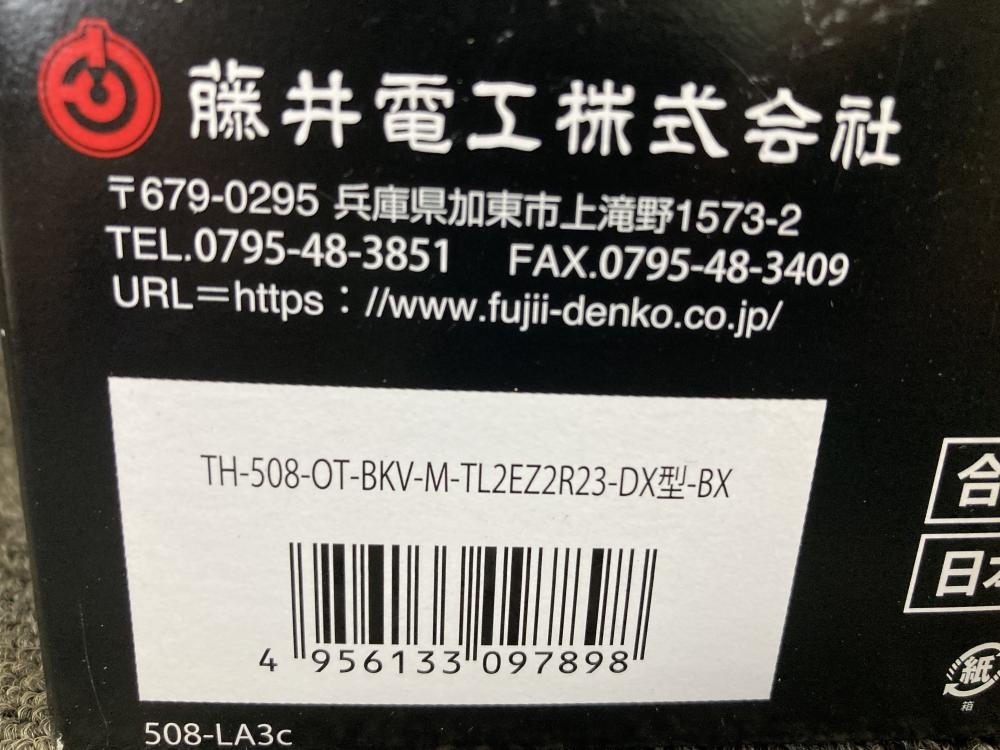 藤井電工株式会社
〒679-0295 兵庫県加東市上滝野1573-2
TEL.0795-48-3851 FAX.0795-48-3409
URL=https：//www.fujii-denko.co.jp/
TH-508-OT-BKV-M-TL2EZ2R23-DX型-BX
4 956133 097898
合
日本
紙
箱
508-LA3c